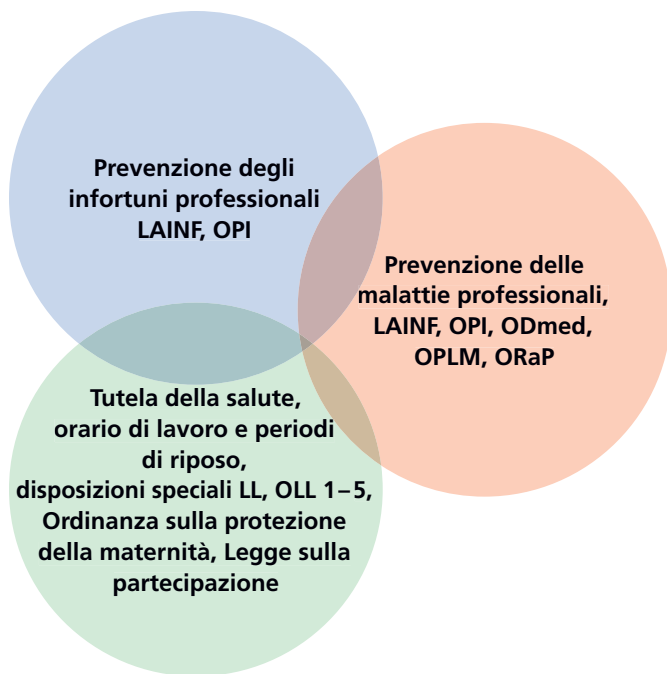 Prevenzione degli
infortuni professionali
LAINF, OPI
Prevenzione delle
malattie professionali,
LAINF, OPI, ODmed,
OPLM, ORaP
Tutela della salute,
orario di lavoro e periodi
di riposo,
disposizioni speciali LL, OLL 1–5,
Ordinanza sulla protezione
della maternità, Legge sulla
partecipazione